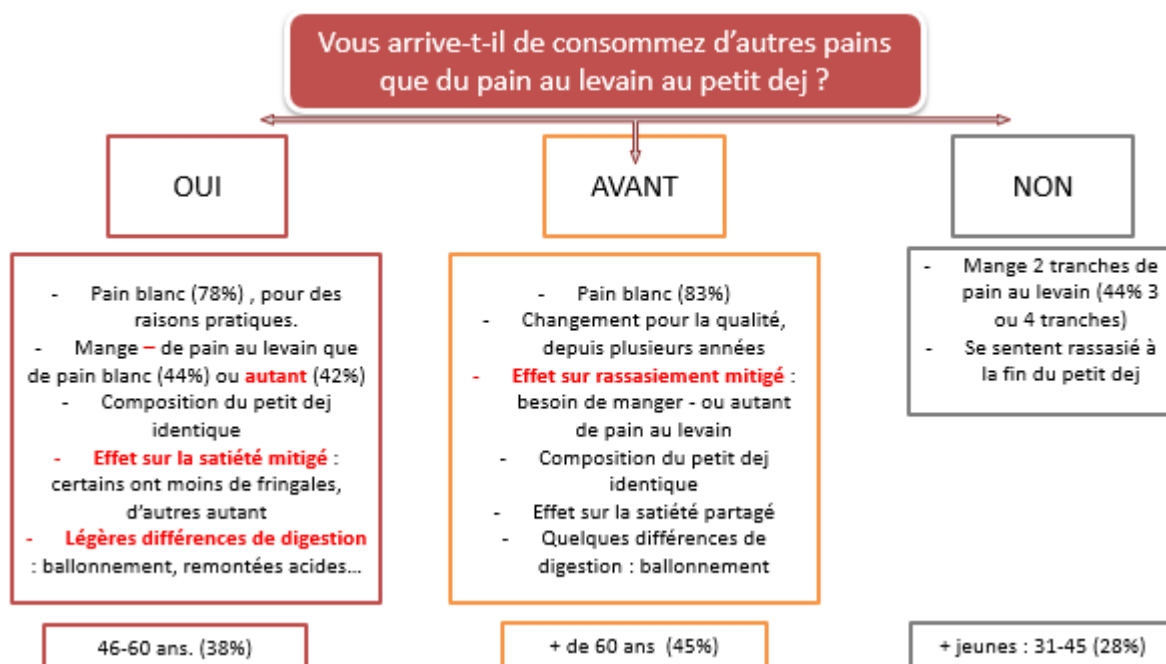 Vous arrive-t-il de consommez d'autres pains
que du pain au levain au petit dej ?
OUI
- Pain blanc (78%) , pour des
raisons pratiques.
- Mange – de pain au levain que
de pain blanc (44%) ou autant (42%)
- Composition du petit dej
identique
- Effet sur la satiété mitigé :
certains ont moins de fringales,
d'autres autant
- Légères différences de digestion
: ballonnement, remontées acides...
46-60 ans. (38%)
AVANT
- Pain blanc (83%)
- Changement pour la qualité,
depuis plusieurs années
- Effet sur rassasiement mitigé :
besoin de manger - ou autant
de pain au levain
- Composition du petit dej
identique
- Effet sur la satiété partagé
- Quelques différences de
digestion : ballonnement
+ de 60 ans (45%)
NON
- Mange 2 tranches de
pain au levain (44% 3
ou 4 tranches)
- Se sentent rassasié à
la fin du petit dej
+ jeunes : 31-45 (28%)